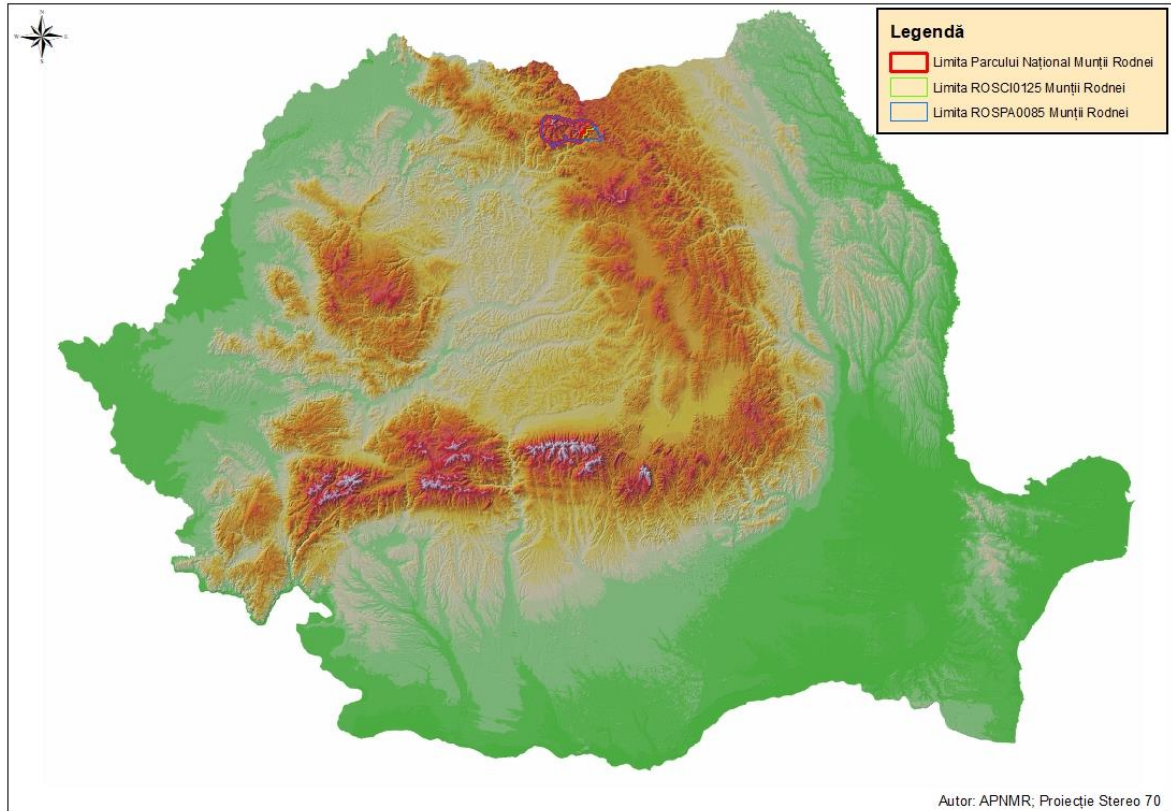 N
W
E
S
Legendă
Limita Parcului Național Munții Rodnei
Limita ROSCI0125 Munții Rodnei
Limita ROSPA0085 Munții Rodnei
Autor: APNMR; Proiecție Stereo 70